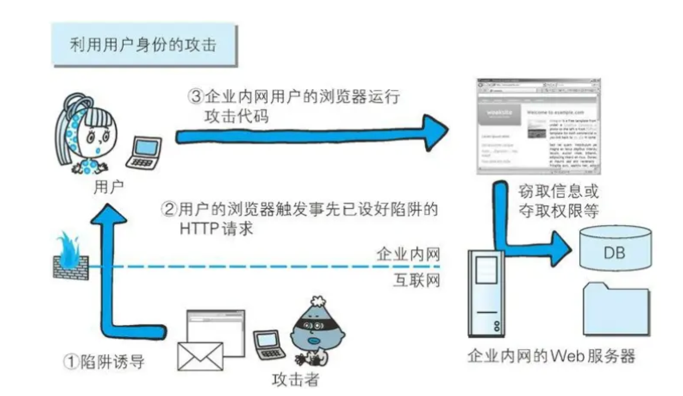 利用用户身份的攻击
③企业内网用户的浏览器运行
攻击代码
用户
②用户的浏览器触发事先已设好陷阱的
HTTP请求
窃取信息或
夺取权限等
DB
企业内网
互联网
①陷阱诱导
攻击者
企业内网的Web服务器
Welcome to example.com